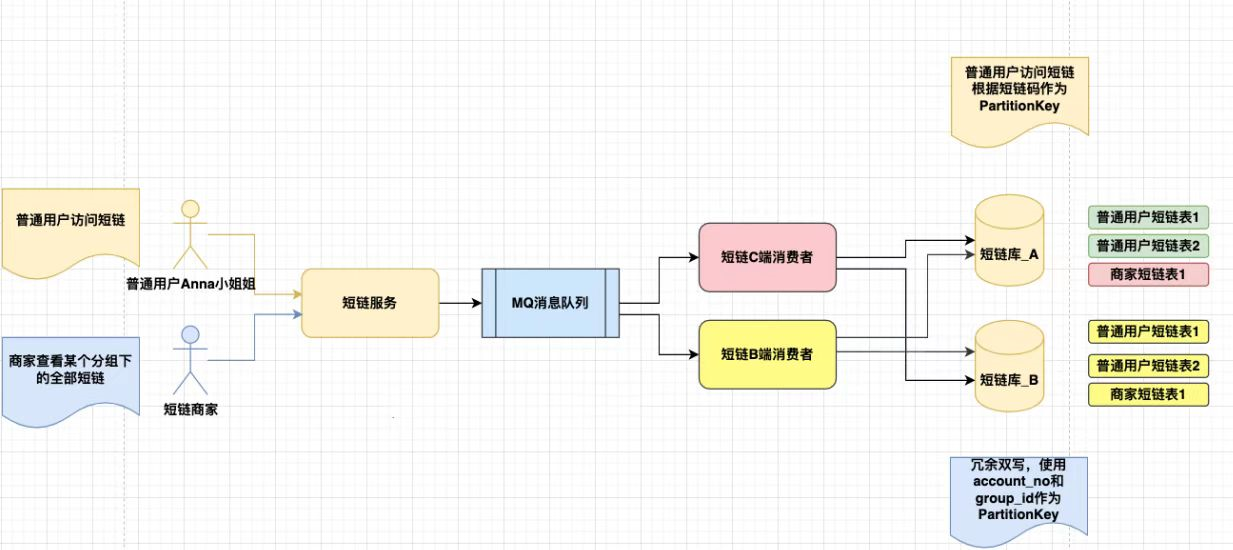 普通用户访问短链
根据短链码作为
PartitionKey
普通用户访问短链
普通用户Anna小姐姐
商家查看某个分组下
的全部短链
短链商家
短链服务
MQ消息队列
短链C端消费者
短链B端消费者
短链库_A
短链库_B
普通用户短链表1
普通用户短链表2
商家短链表1
普通用户短链表1
普通用户短链表2
商家短链表1
冗余双写，使用
account_no和
group_id作为
PartitionKey